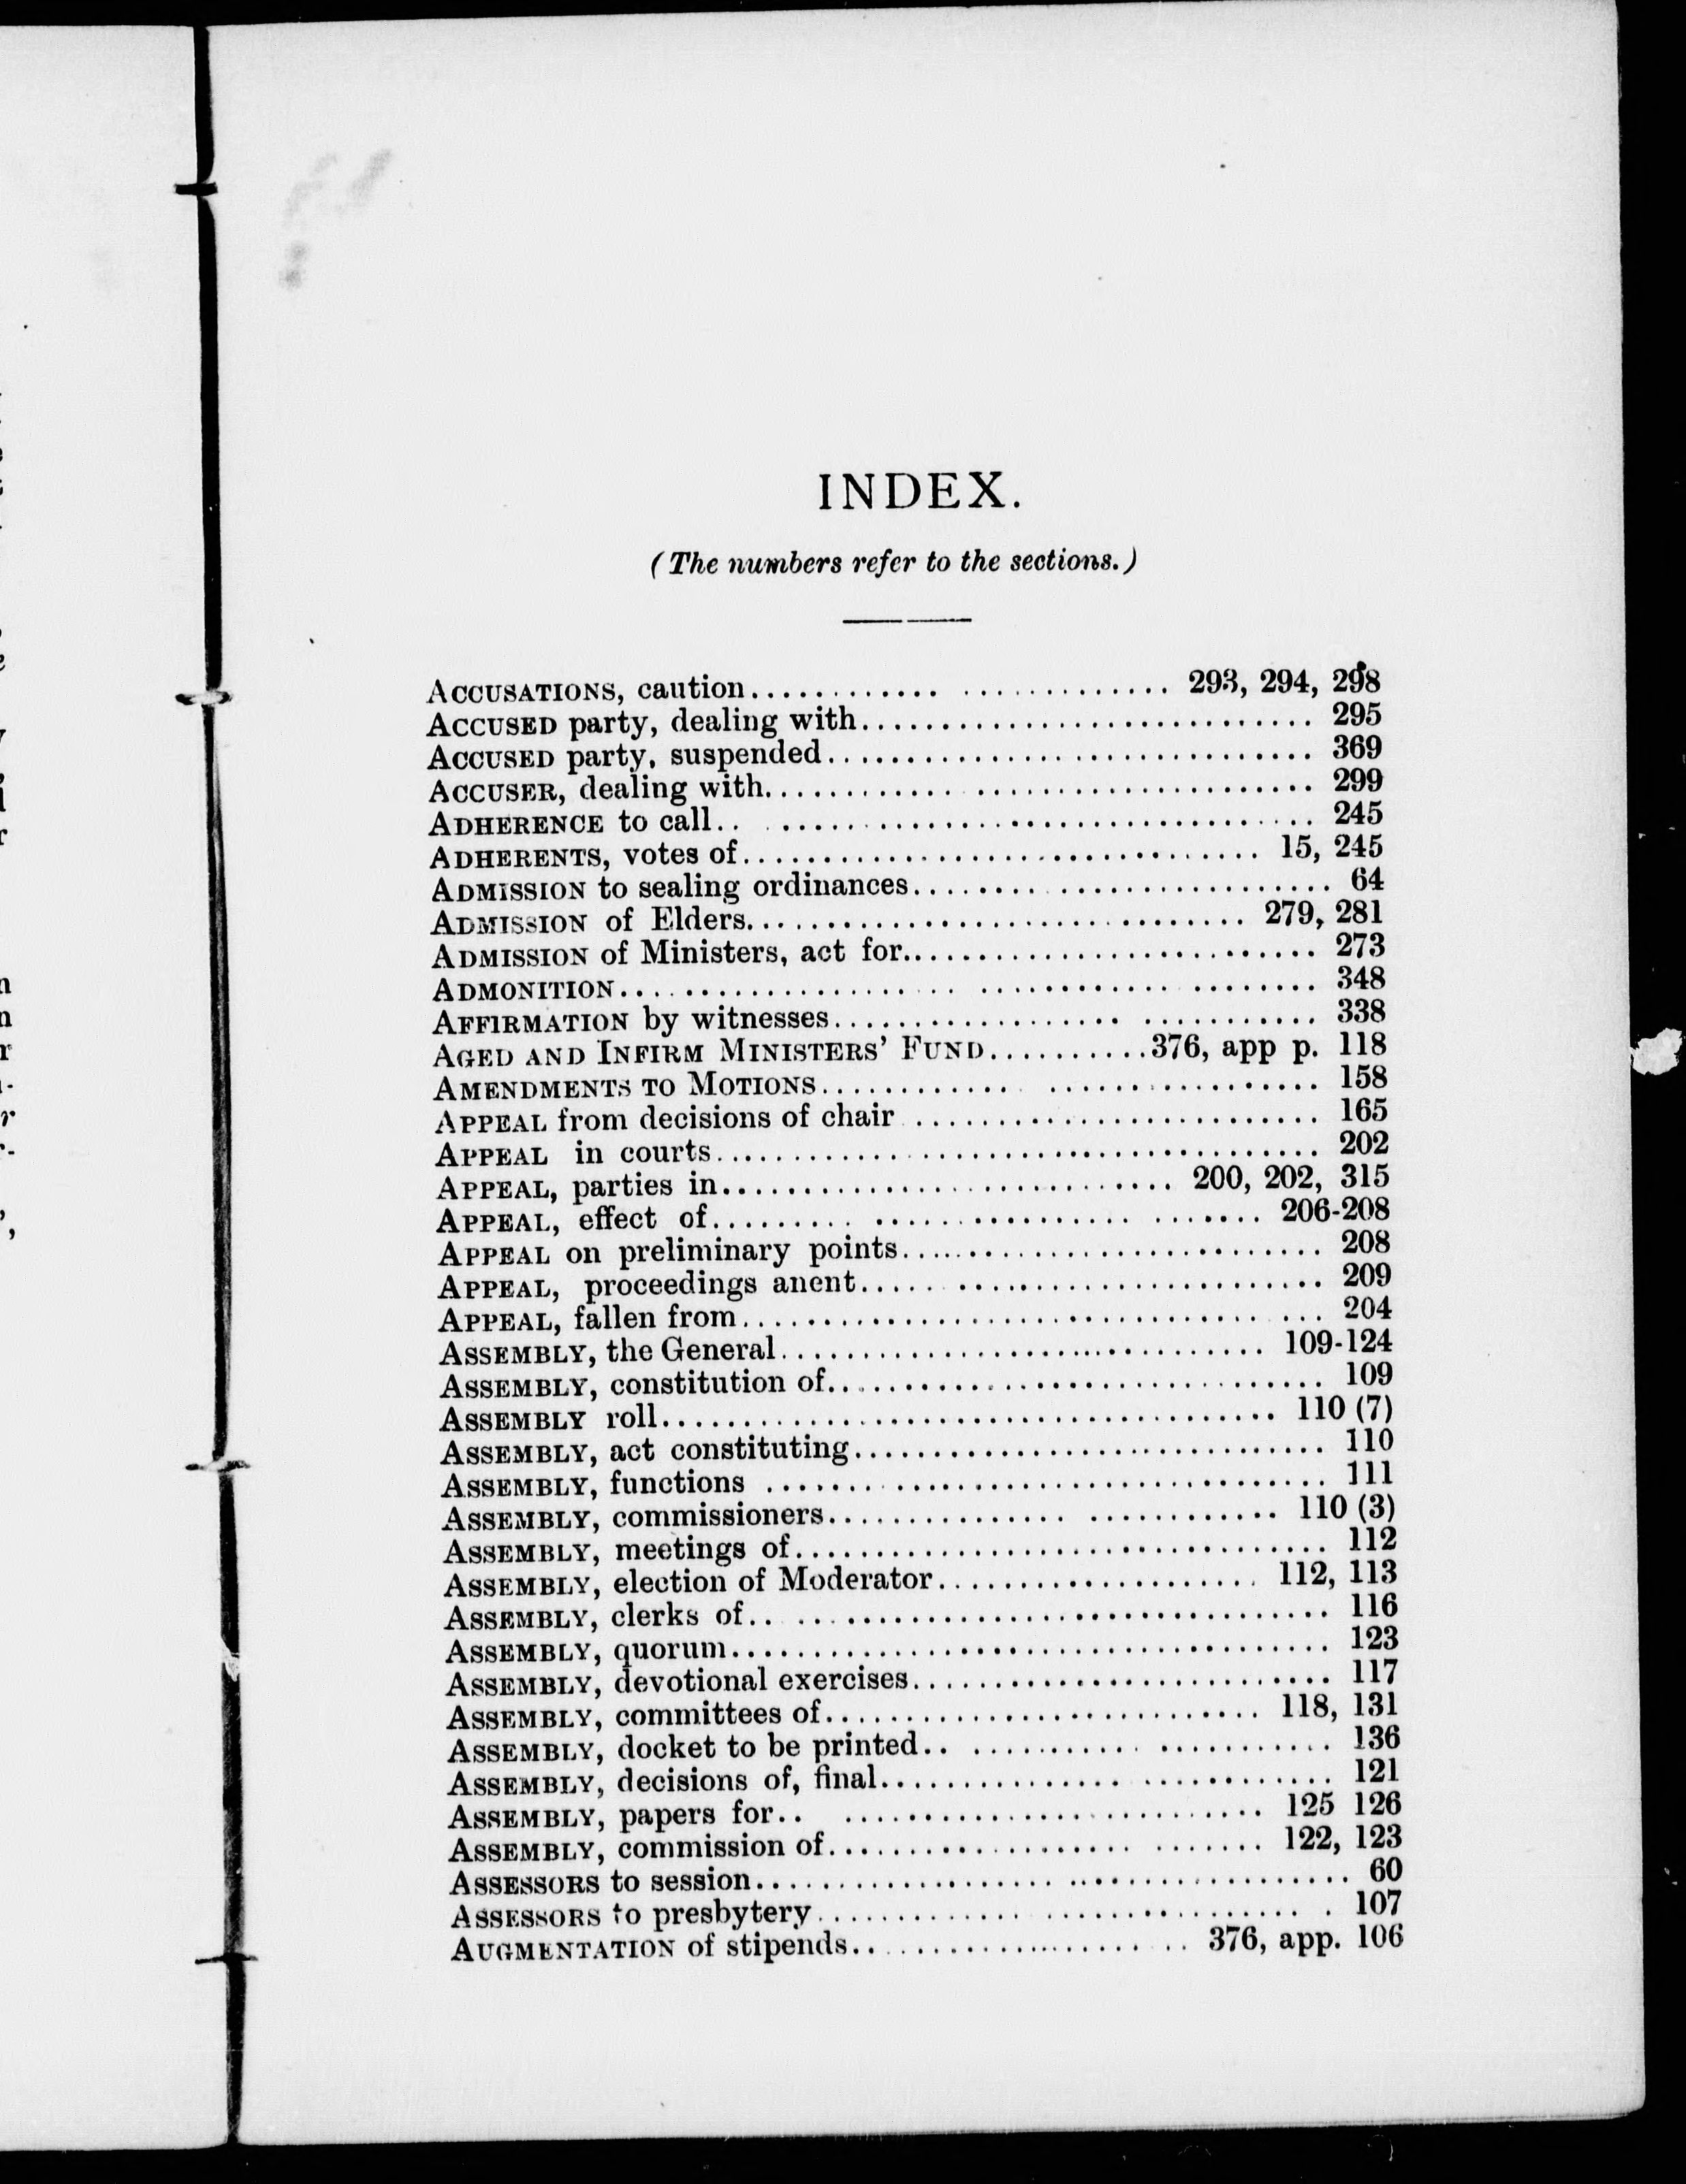 INDEX.
(The numbers refer to the sections.)
ACCUSATIONS, caution............ ............. 293, 294, 298
ACCUSED party, dealing with............................ 295
ACCUSED party, suspended.............................. 369
ACCUSER, dealing with.................................. 299
ADHERENCE to call.. ................................. 245
ADHERENTS, votes of................................ 15, 245
ADMISSION to sealing ordinances.......................... 64
ADMISSION of Elders............................... 279, 281
ADMISSION of Ministers, act for.......................... 273
ADMONITION..................... ..................... 348
AFFIRMATION by witnesses.................. ........... 338
AGED AND INFIRM MINISTERS' FUND..........376, app p. 118
AMENDMENTS TO MOTIONS............ ................. 158
APPEAL from decisions of chair ......................... 165
APPEAL in courts..................................... 202
APPEAL, parties in............................ 200, 202, 315
APPEAL, effect of......... ................ ....... 206-208
APPEAL on preliminary points.......................... 208
APPEAL, proceedings anent..... ....................... 209
APPEAL, fallen from................................ ... 204
ASSEMBLY, the General.............................. 109-124
ASSEMBLY, constitution of............................... 109
ASSEMBLY roll...................................... 110 (7)
ASSEMBLY, act constituting............................. 110
ASSEMBLY, functions .................................. 111
ASSEMBLY, commissioners............... ............ 110 (3)
ASSEMBLY, meetings of................................. 112
ASSEMBLY, election of Moderator.................... 112, 113
ASSEMBLY, clerks of.. ................................ 116
ASSEMBLY, quorum..................................... 123
ASSEMBLY, devotional exercises.......................... 117
ASSEMBLY, committees of........................... 118, 131
ASSEMBLY, docket to be printed.. .......... ........... 136
ASSEMBLY, decisions of, final............................ 121
ASSEMBLY, papers for.. .......................... 125 126
ASSEMBLY, commission of................... ....... 122, 123
ASSESSORS to session................... .................. 60
ASSESSORS to presbytery............. .............. . 107
AUGMENTATION of stipends..................... 376, app. 106